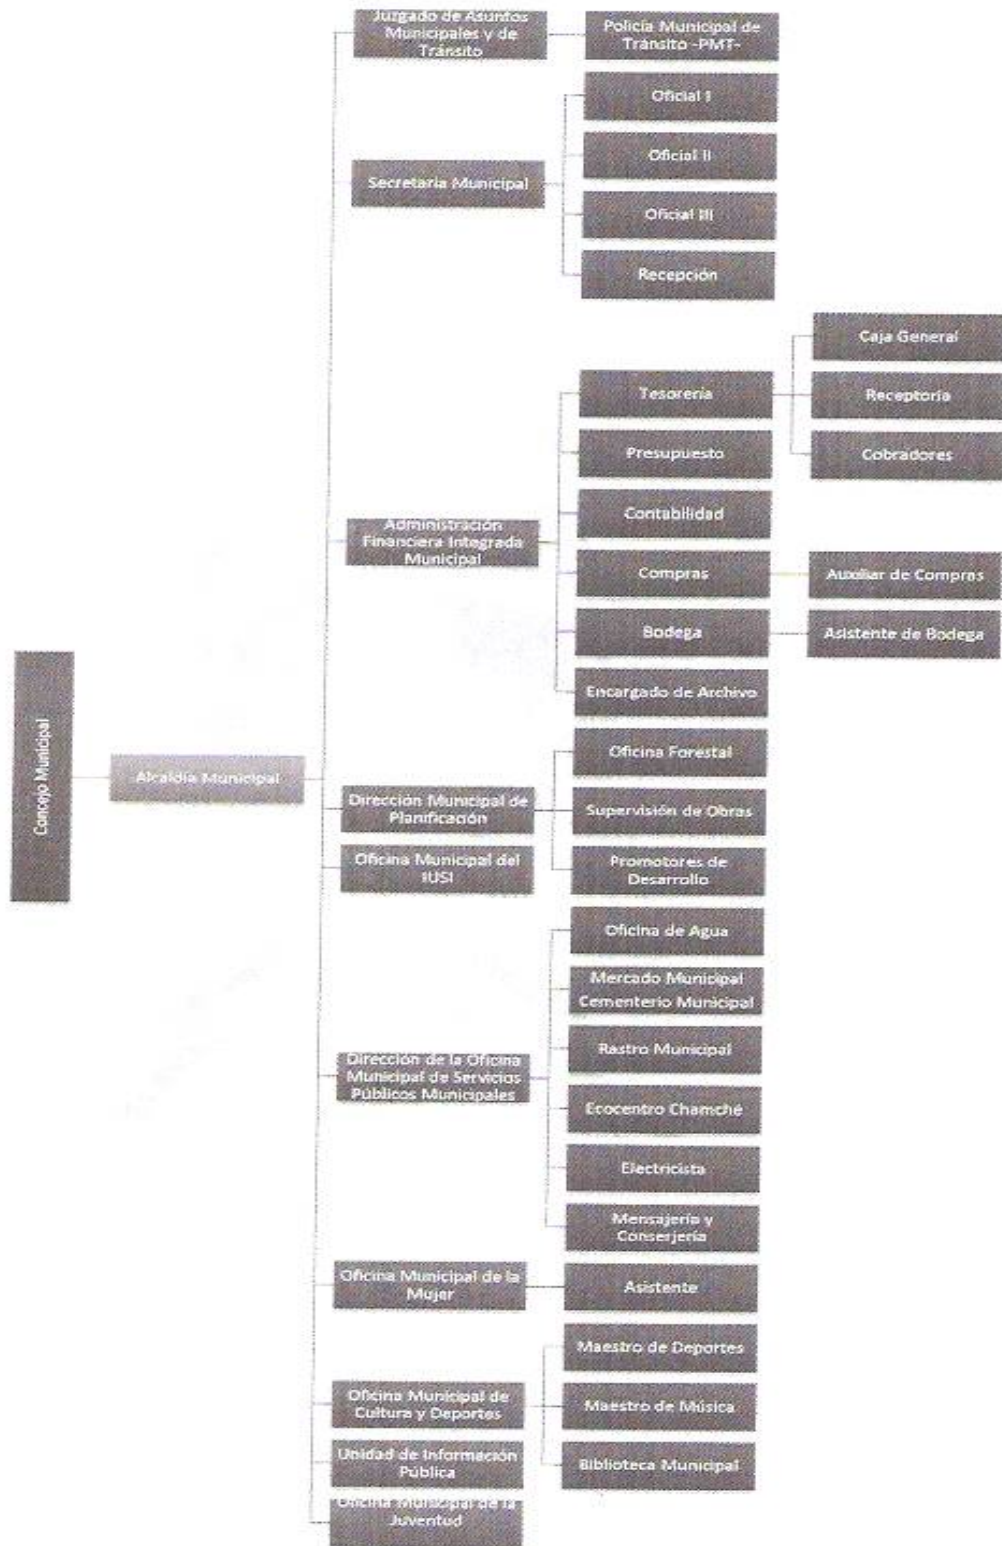 Juzgado de Asuntos
Municipales y de
Tránsito
Policía Municipal de
Tránsito -PMT-
Oficial I
Oficial II
Secretaria Municipal
Oficial III
Recepción
Caja General
Tesorería
Receptoría
Presupuesto
Cobradores
Contabilidad
Administración
Financiera Integrada
Municipal
Compras
Auxiliar de Compras
Bodega
Asistente de Bodega
Encargado de Archivo
Concejo Municipal
Alcaldía Municipal
Oficina Forestal
Dirección Municipal de
Planificación
Supervisión de Obras
Oficina Municipal del
IUSI
Promotores de
Desarrollo
Oficina de Agua
Mercado Municipal
Cementerio Municipal
Rastro Municipal
Dirección de la Oficina
Municipal de Servicios
Públicos Municipales
Ecocentro Chamché
Electricista
Mensajería y
Conserjería
Oficina Municipal de la
Mujer
Asistente
Maestro de Deportes
Oficina Municipal de
Cultura y Deportes
Maestro de Música
Unidad de Información
Pública
Biblioteca Municipal
Oficina Municipal de la
Juventud